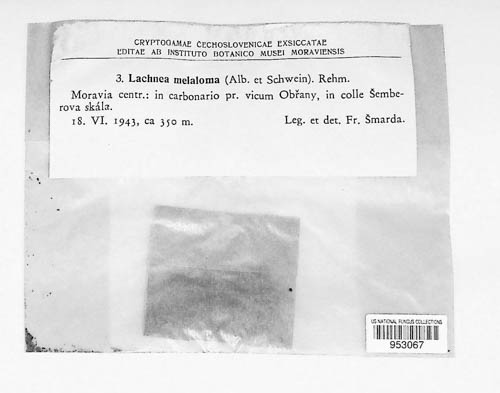 CRYPTOGAMAE ČECHOSLOVENICAE EXSICCATAE
EDITAE AB INSTITUTO BOTANICO MUSEI MORAVIENSIS
3. Lachnea melaloma (Alb. et Schwein). Rehm.
Moravia centr.: in carbonario pr. vicum Obřany, in colle Šembe-
rova skála.
18. VI. 1943, ca 350 m. Leg. et det. Fr. Šmarda.
US NATIONAL FUNGUS COLLECTIONS
953067